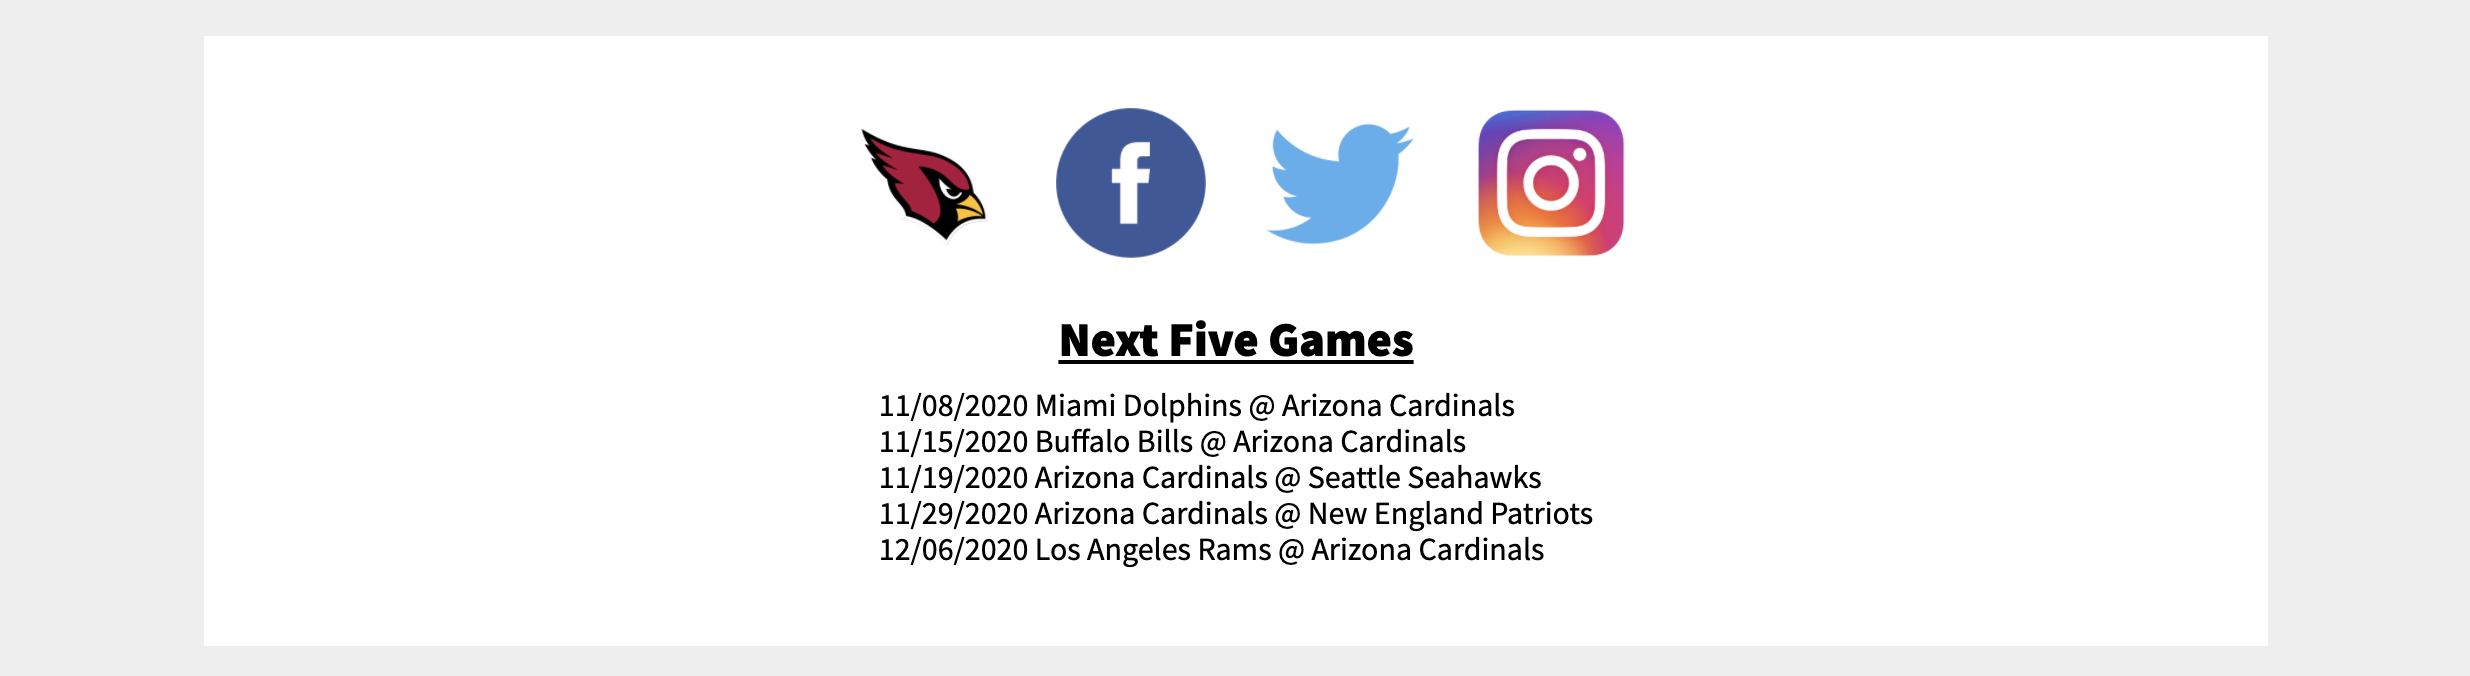 Next Five Games
11/08/2020 Miami Dolphins @ Arizona Cardinals
11/15/2020 Buffalo Bills @ Arizona Cardinals
11/19/2020 Arizona Cardinals @ Seattle Seahawks
11/29/2020 Arizona Cardinals @ New England Patriots
12/06/2020 Los Angeles Rams @ Arizona Cardinals